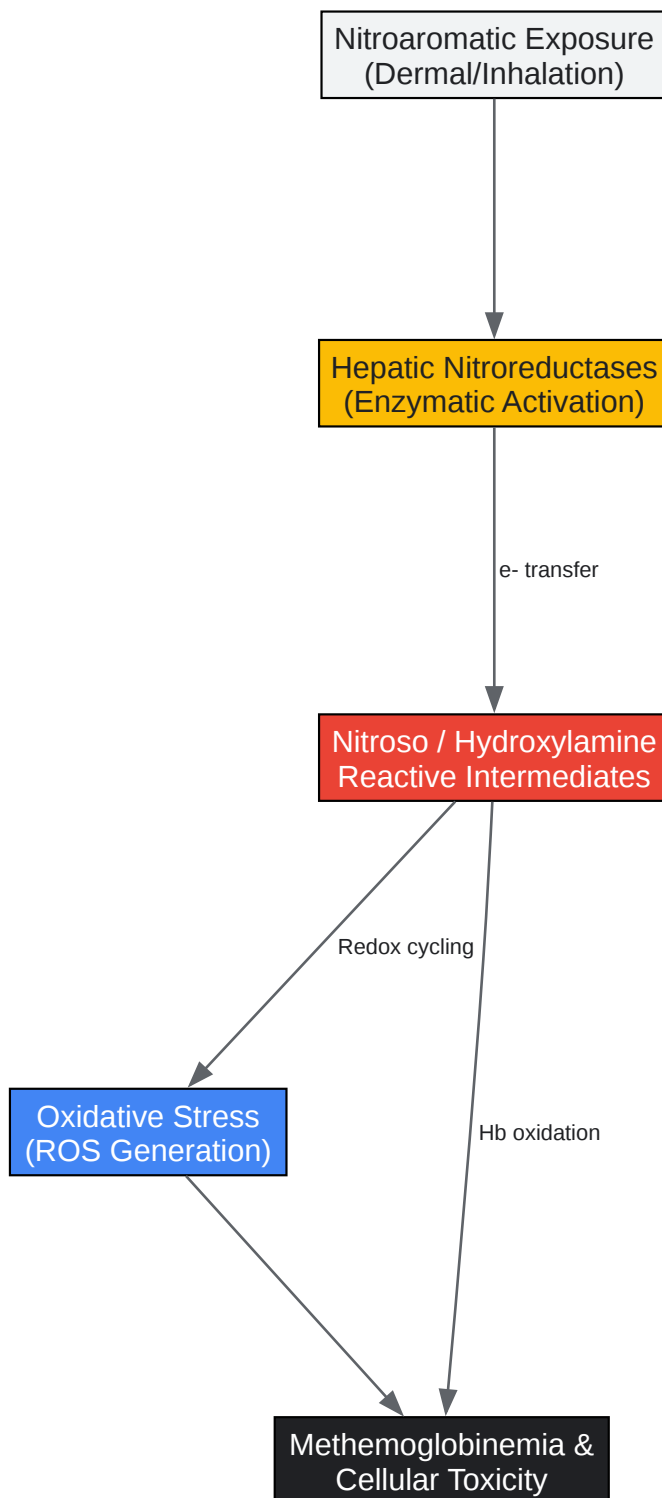 Nitroaromatic Exposure
(Dermal/Inhalation)
Hepatic Nitroreductases
(Enzymatic Activation)
e- transfer
Nitroso / Hydroxylamine
Reactive Intermediates
Redox cycling
Oxidative Stress
(ROS Generation)
Hb oxidation
Methemoglobinemia &
Cellular Toxicity